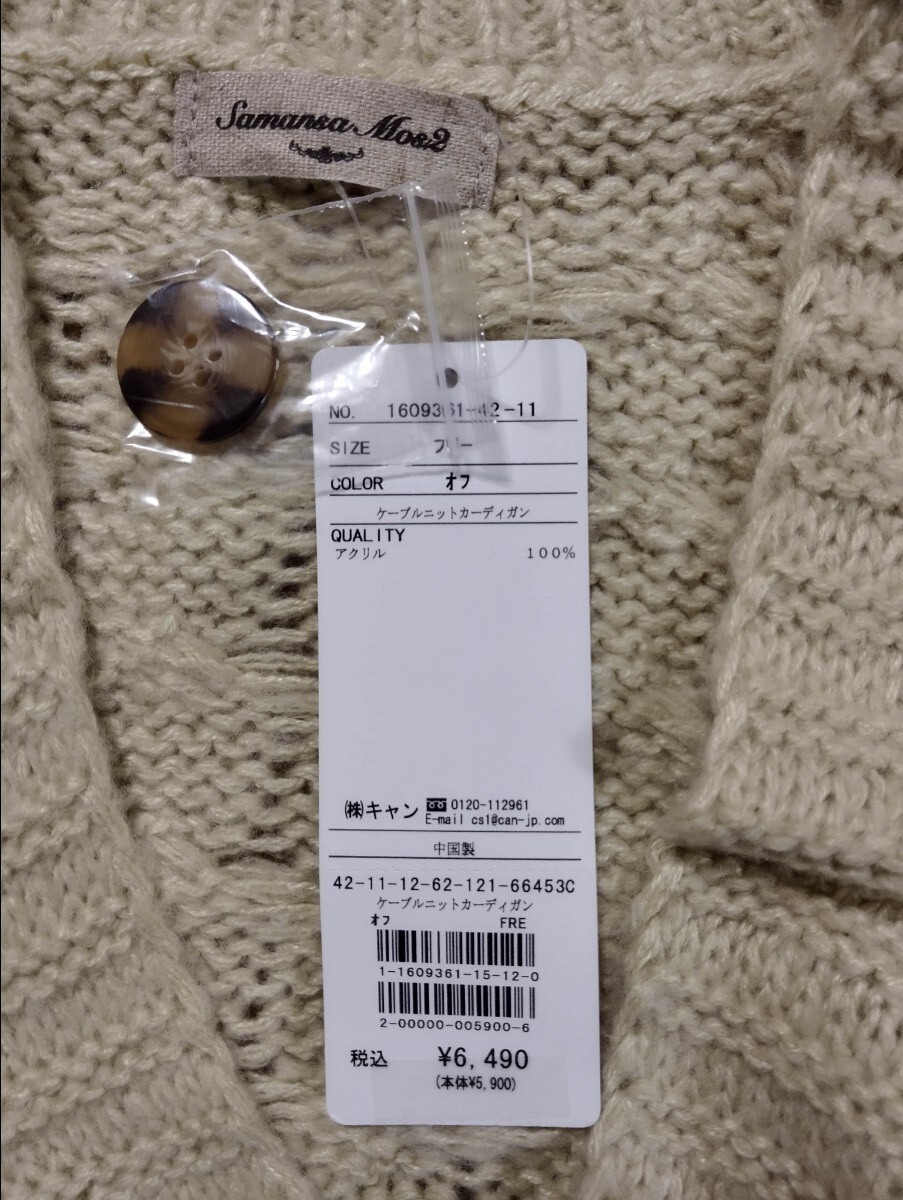 Samansa Mos2
NO. 1609361-42-11
SIZE フリー
COLOR オフ
ケーブルニットカーディガン
QUALITY
アクリル 100%
㈱キャン 0120-112961
E-mail cs1@can-jp.com
中国製
42-11-12-62-121-66453C
ケーブルニットカーディガン
オフ FRE
1-1609361-15-12-0
2-00000-005900-6
税込 ¥6,490
(本体¥5,900)